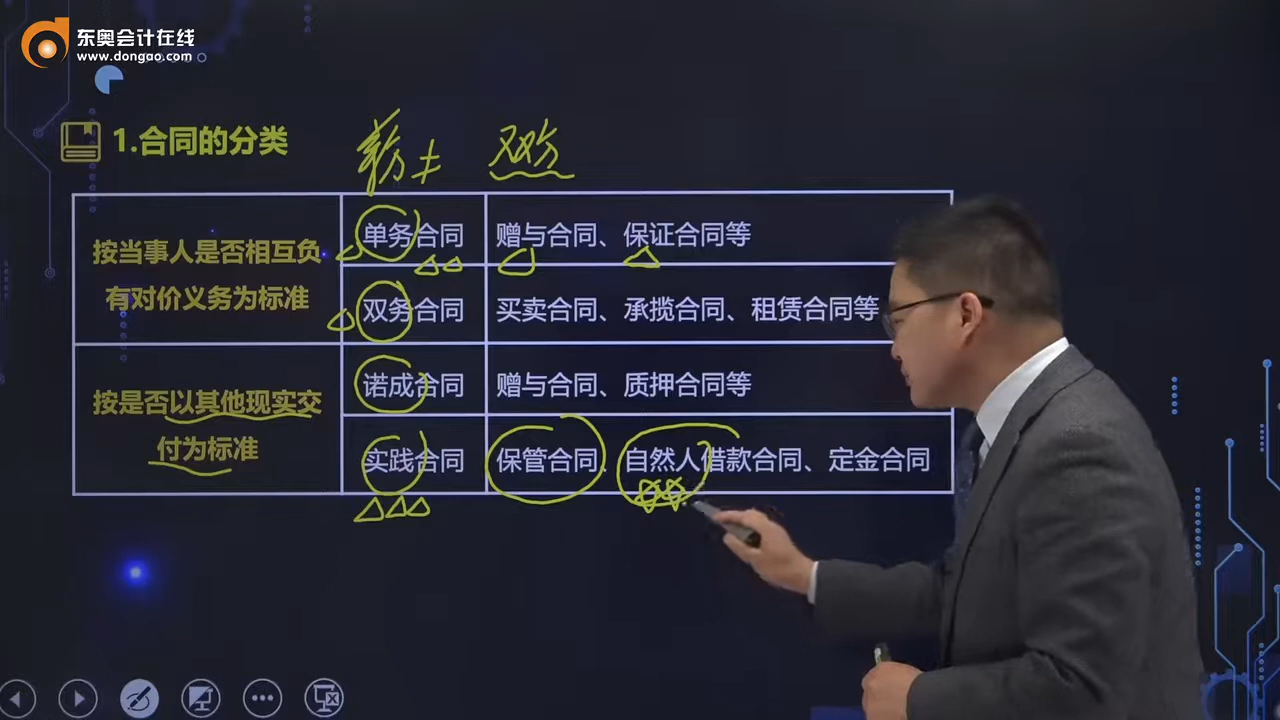 东奥会计在线
www.dongao.com
1.合同的分类
按当事人是否相互负
有对价义务为标准
单务合同
赠与合同、保证合同等
双务合同
买卖合同、承揽合同、租赁合同等
按是否以其他现实交
付为标准
诺成合同
赠与合同、质押合同等
实践合同
保管合同、自然人借款合同、定金合同